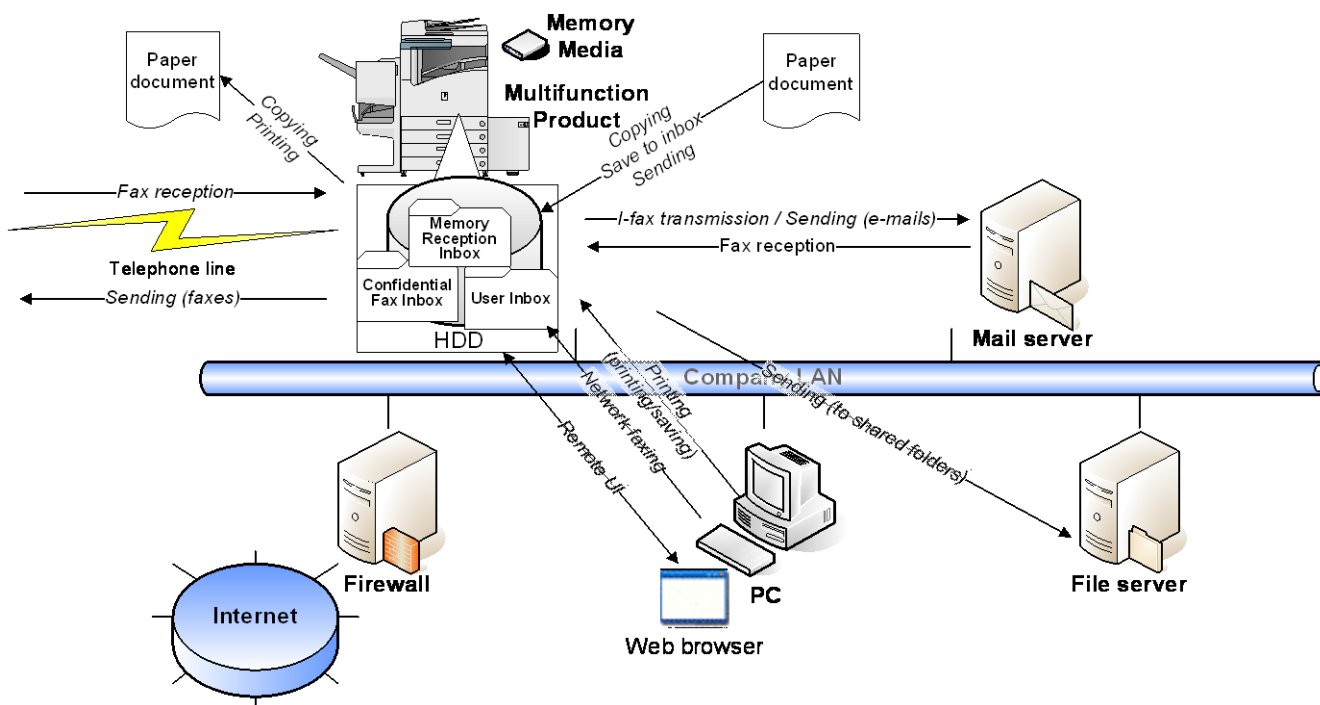 Memory
Media
Paper
document
Paper
document
Multifunction
Product
Copying
Printing
Copying
Save to inbox
Sending
Fax reception
I-fax transmission / Sending (e-mails)
Memory
Reception
Inbox
Fax reception
Telephone line
Confidential
Fax Inbox
User Inbox
Sending (faxes)
HDD
Mail server
Company LAN
Printing
(printing/saving)
Network faxing
Remote UI
Sending (to shared folders)
Firewall
PC
File server
Internet
Web browser